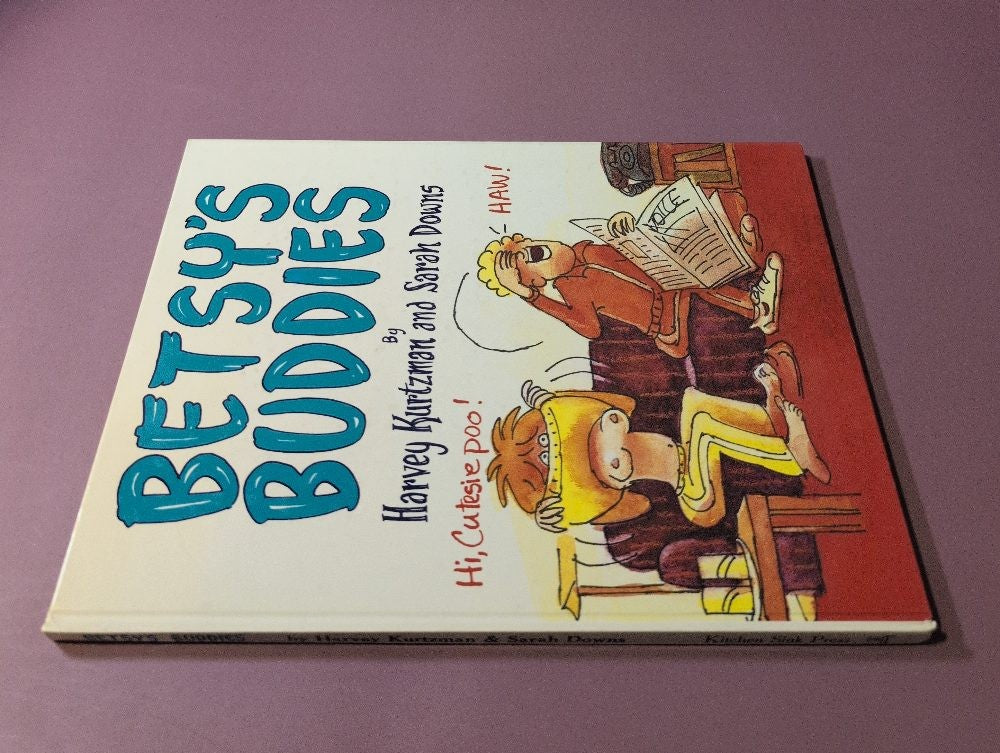 BETSY'S
BUDDIES
By
Harvey Kurtzman and Sarah Downs
Hi, Cutesie poo!
HAW!
VOICE
BETSY'S BUDDIES by Harvey Kurtzman & Sarah Downs Kitchen Sink Press